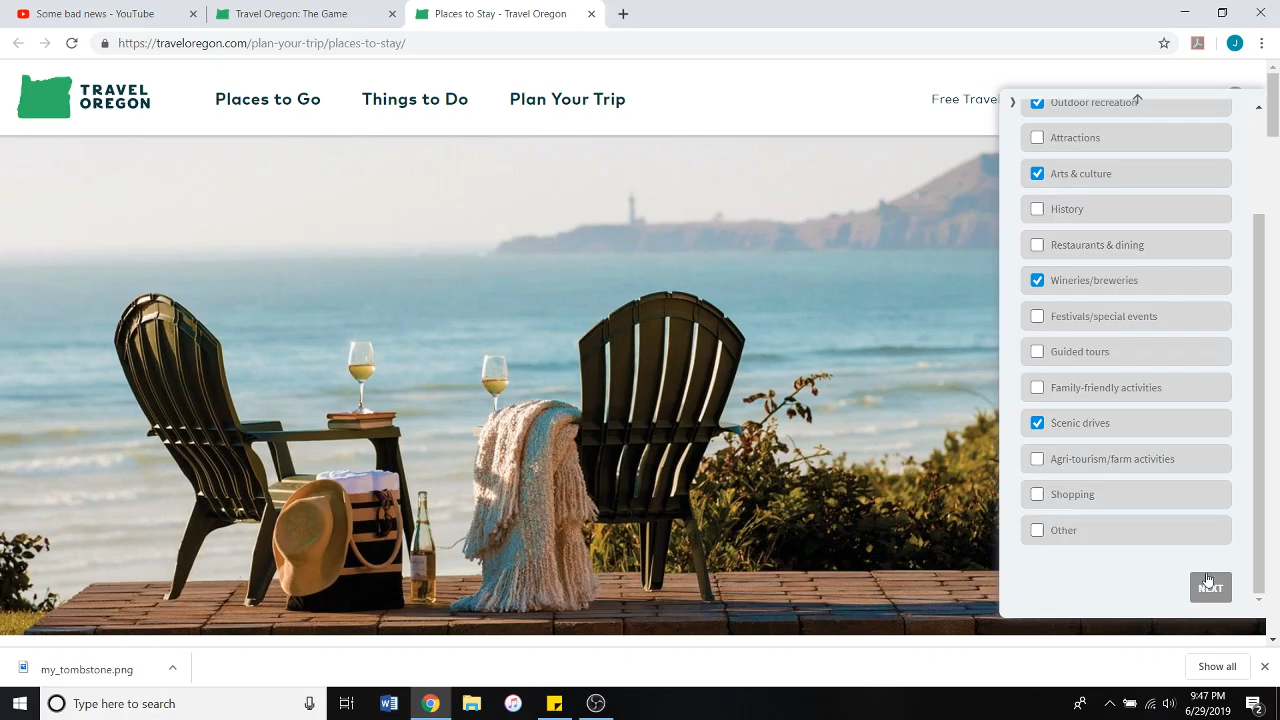 Some bad news - YouTube
Travel Oregon: The Game
Places to Stay - Travel Oregon
https://traveloregon.com/plan-your-trip/places-to-stay/
J
TRAVEL OREGON
Places to Go
Things to Do
Plan Your Trip
Free Trave
Outdoor recreation
Attractions
Arts & culture
History
Restaurants & dining
Wineries/breweries
Festivals/special events
Guided tours
Family-friendly activities
Scenic drives
Agri-tourism/farm activities
Shopping
Other
NEXT
my_tombstone.png
Show all
Type here to search
9:47 PM
6/29/2019
2